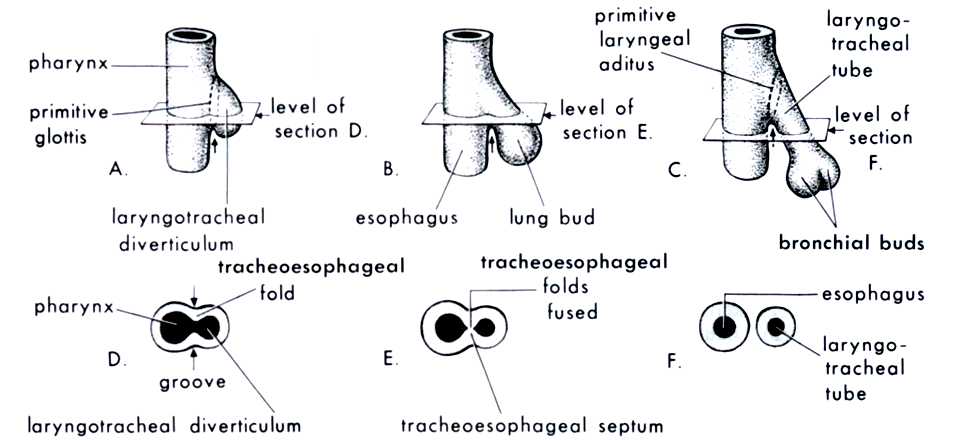 pharynx
primitive
glottis
level of
section D.
A.
laryngotracheal
diverticulum
level of
section E.
B.
esophagus
lung bud
primitive
laryngeal
aditus
laryngo-
tracheal
tube
level of
section
F.
C.
bronchial buds
tracheoesophageal
fold
pharynx
D.
groove
laryngotracheal diverticulum
tracheoesophageal
folds
fused
E.
tracheoesophageal septum
esophagus
F.
laryngo-
tracheal
tube